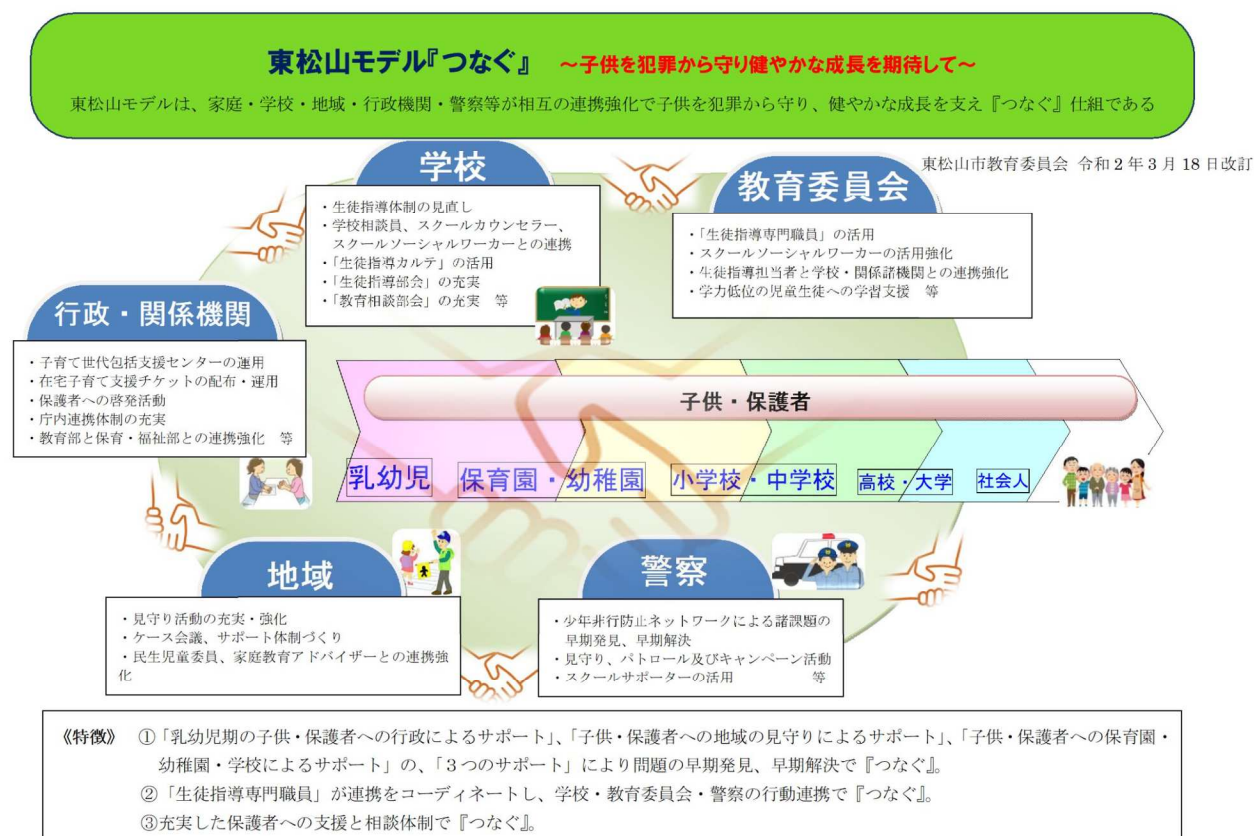 東松山モデル『つなぐ』 ～子供を犯罪から守り健やかな成長を期待して～
東松山モデルは、家庭・学校・地域・行政機関・警察等が相互の連携強化で子供を犯罪から守り、健やかな成長を支え『つなぐ』仕組である
東松山市教育委員会 令和2年3月18日改訂
学校
・生徒指導体制の見直し
・学校相談員、スクールカウンセラー、
スクールソーシャルワーカーとの連携
・「生徒指導カルテ」の活用
・「生徒指導部会」の充実
・「教育相談部会」の充実 等
教育委員会
・「生徒指導専門職員」の活用
・スクールソーシャルワーカーの活用強化
・生徒指導担当者と学校・関係諸機関との連携強化
・学力低位の児童生徒への学習支援 等
行政・関係機関
・子育て世代包括支援センターの運用
・在宅子育て支援チケットの配布・運用
・保護者への啓発活動
・庁内連携体制の充実
・教育部と保育・福祉部との連携強化 等
子供・保護者
乳幼児 保育園・幼稚園 小学校・中学校 高校・大学 社会人
地域
・見守り活動の充実・強化
・ケース会議、サポート体制づくり
・民生児童委員、家庭教育アドバイザーとの連携強
化
警察
・少年非行防止ネットワークによる諸課題の
早期発見、早期解決
・見守り、パトロール及びキャンペーン活動
・スクールサポーターの活用 等
《特徴》 ①「乳幼児期の子供・保護者への行政によるサポート」、「子供・保護者への地域の見守りによるサポート」、「子供・保護者への保育園・
幼稚園・学校によるサポート」の、「3つのサポート」により問題の早期発見、早期解決で『つなぐ』。
②「生徒指導専門職員」が連携をコーディネートし、学校・教育委員会・警察の行動連携で『つなぐ』。
③充実した保護者への支援と相談体制で『つなぐ』。